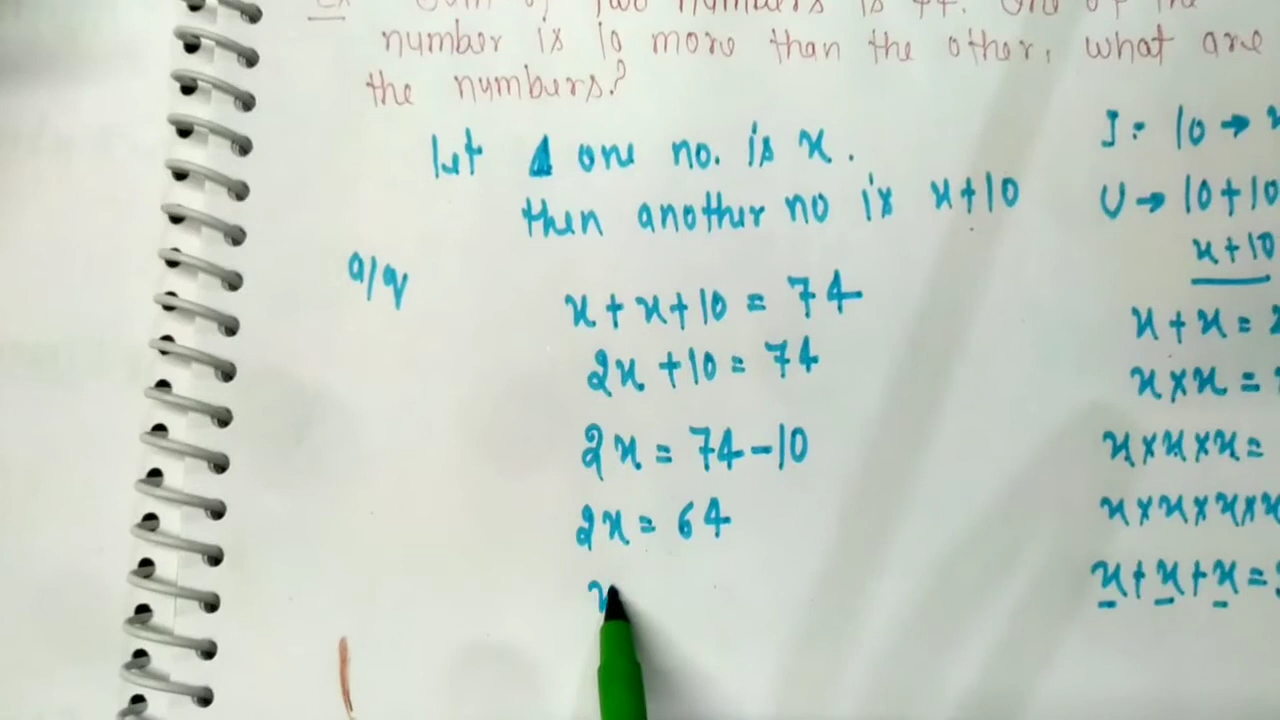 number is 10 more than the other. what are
the numbers?
let one no. is x.
then another no is x+10
a/q
x + x + 10 = 74
2x + 10 = 74
2x = 74 - 10
2x = 64
x
J: 10 →
U → 10 + 10
x + 10
x + x =
x × x =
x × x × x =
x × x × x × x
x + x + x =